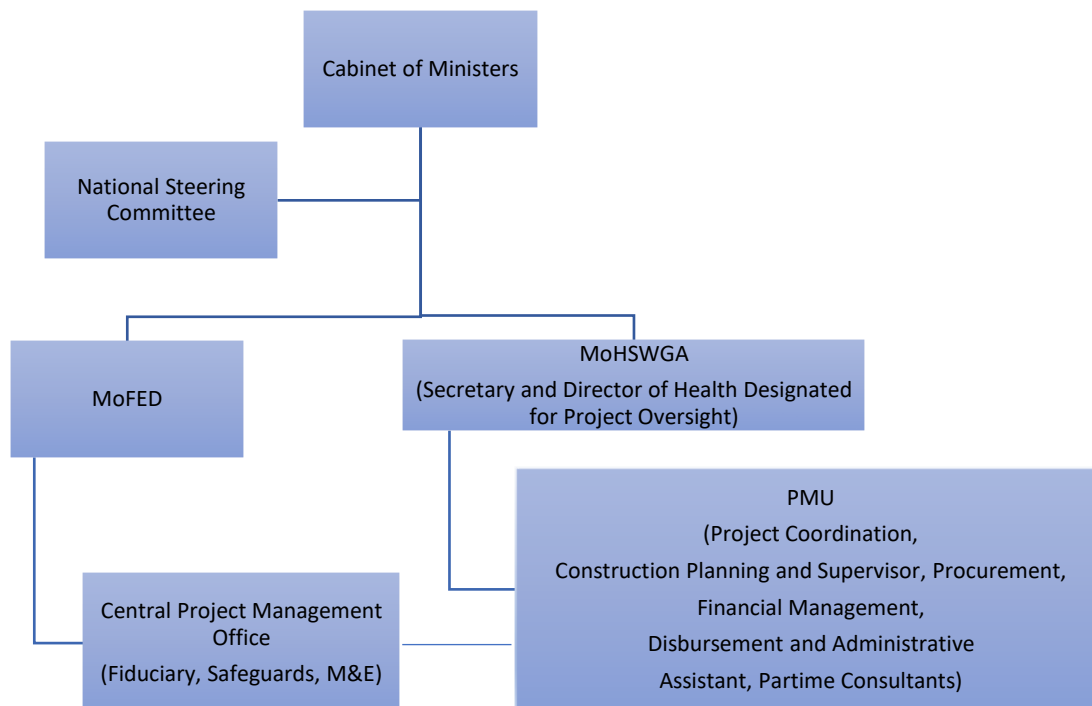 Cabinet of Ministers
National Steering
Committee
MoFED
MoHSWGA
(Secretary and Director of Health Designated
for Project Oversight)
Central Project Management
Office
(Fiduciary, Safeguards, M&E)
PMU
(Project Coordination,
Construction Planning and Supervisor, Procurement,
Financial Management,
Disbursement and Administrative
Assistant, Partime Consultants)